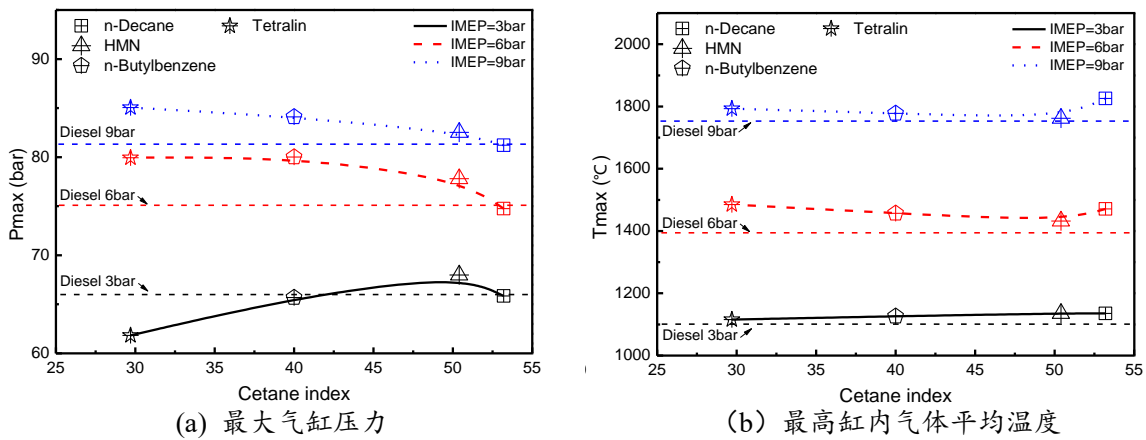 n-Decane
HMN
n-Butylbenzene
Tetralin
IMEP=3bar
IMEP=6bar
IMEP=9bar
95
90
85
80
70
60
Pmax (bar)
Diesel 9bar
Diesel 6bar
Diesel 3bar
25 30 35 40 45 50 55
Cetane index
(a) 最大气缸压力
n-Decane
HMN
n-Butylbenzene
Tetralin
IMEP=3bar
IMEP=6bar
IMEP=9bar
2000
1800
1600
1400
1200
1000
Tmax (℃)
Diesel 9bar
Diesel 6bar
Diesel 3bar
25 30 35 40 45 50 55
Cetane index
（b）最高缸内气体平均温度